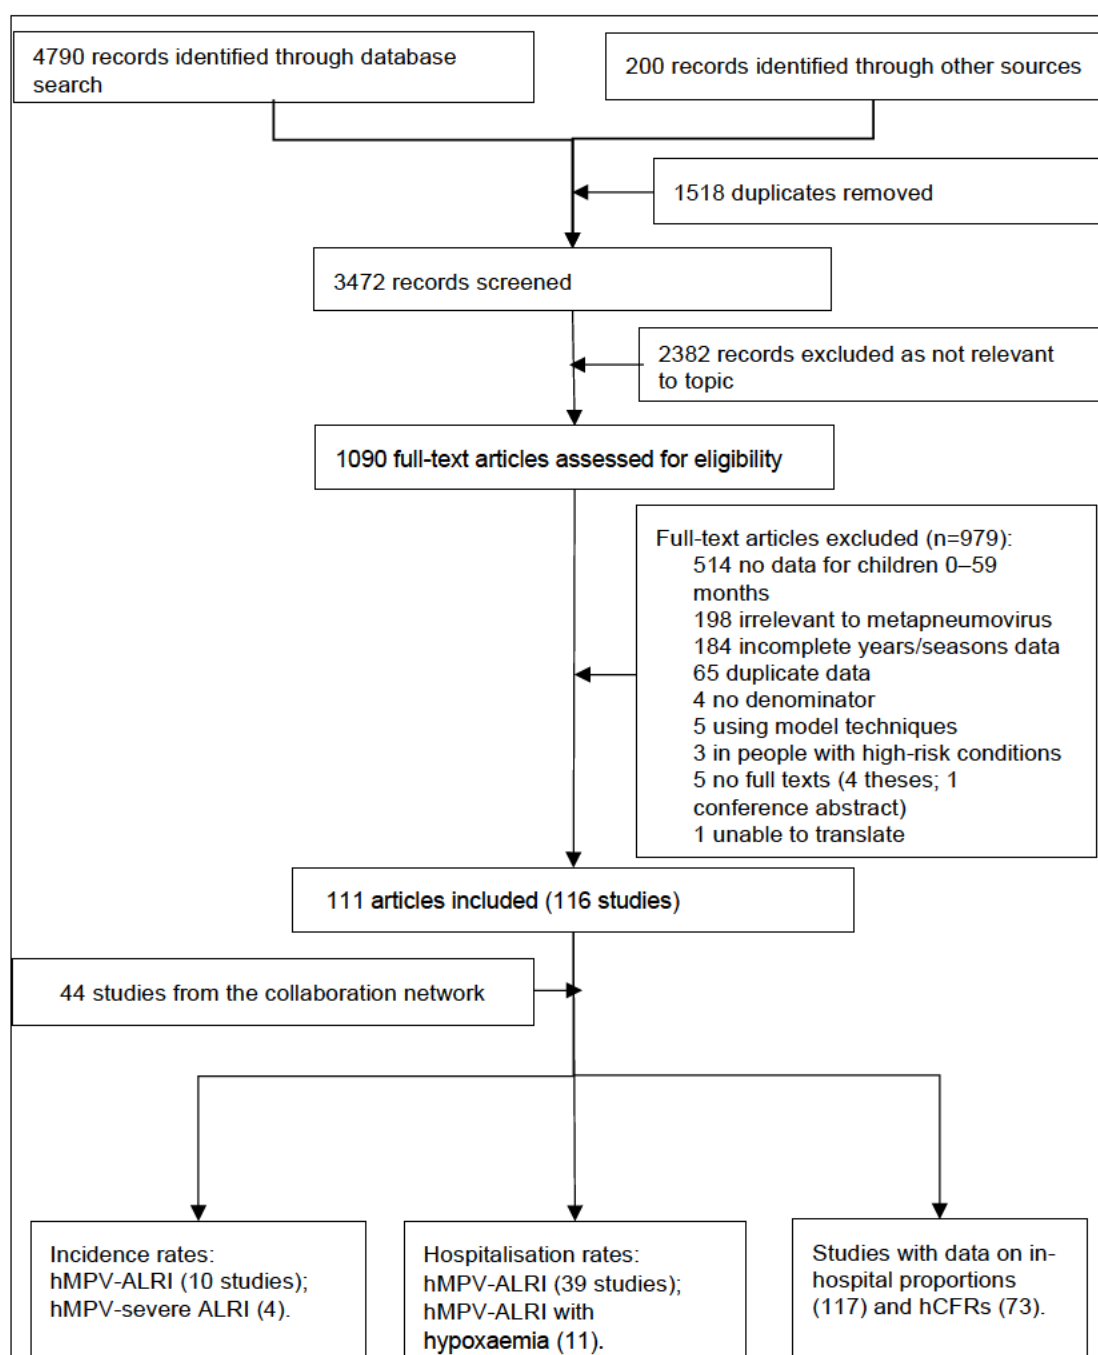 4790 records identified through database
search
200 records identified through other sources
1518 duplicates removed
3472 records screened
2382 records excluded as not relevant
to topic
1090 full-text articles assessed for eligibility
Full-text articles excluded (n=979):
514 no data for children 0–59
months
198 irrelevant to metapneumovirus
184 incomplete years/seasons data
65 duplicate data
4 no denominator
5 using model techniques
3 in people with high-risk conditions
5 no full texts (4 theses; 1
conference abstract)
1 unable to translate
111 articles included (116 studies)
44 studies from the collaboration network
Incidence rates:
hMPV-ALRI (10 studies);
hMPV-severe ALRI (4).
Hospitalisation rates:
hMPV-ALRI (39 studies);
hMPV-ALRI with
hypoxaemia (11).
Studies with data on in-
hospital proportions
(117) and hCFRs (73).